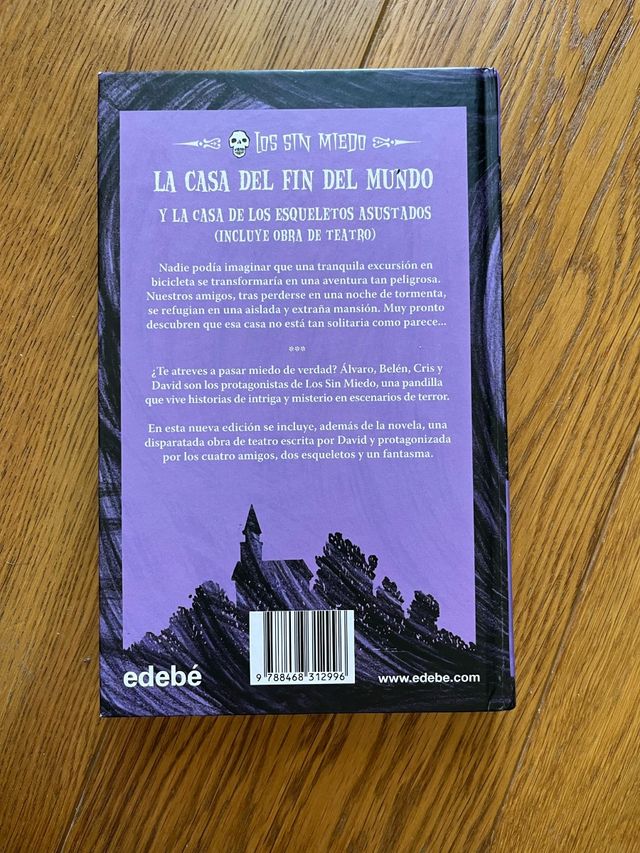 LOS SIN MIEDO
LA CASA DEL FIN DEL MUNDO
Y LA CASA DE LOS ESQUELETOS ASUSTADOS
(INCLUYE OBRA DE TEATRO)
Nadie podía imaginar que una tranquila excursión en
bicicleta se transformaría en una aventura tan peligrosa.
Nuestros amigos, tras perderse en una noche de tormenta,
se refugian en una aislada y extraña mansión. Muy pronto
descubren que esa casa no está tan solitaria como parece...
***
¿Te atreves a pasar miedo de verdad? Álvaro, Belén, Cris y
David son los protagonistas de Los Sin Miedo, una pandilla
que vive historias de intriga y misterio en escenarios de terror.
En esta nueva edición se incluye, además de la novela, una
disparatada obra de teatro escrita por David y protagonizada
por los cuatro amigos, dos esqueletos y un fantasma.
edebé
9 788468 312996
www.edebe.com